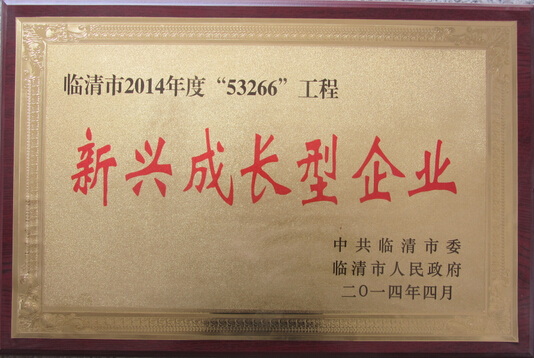 临清市2014年度“53266”工程
新兴成长型企业
中共临清市委
临清市人民政府
二〇一四年四月